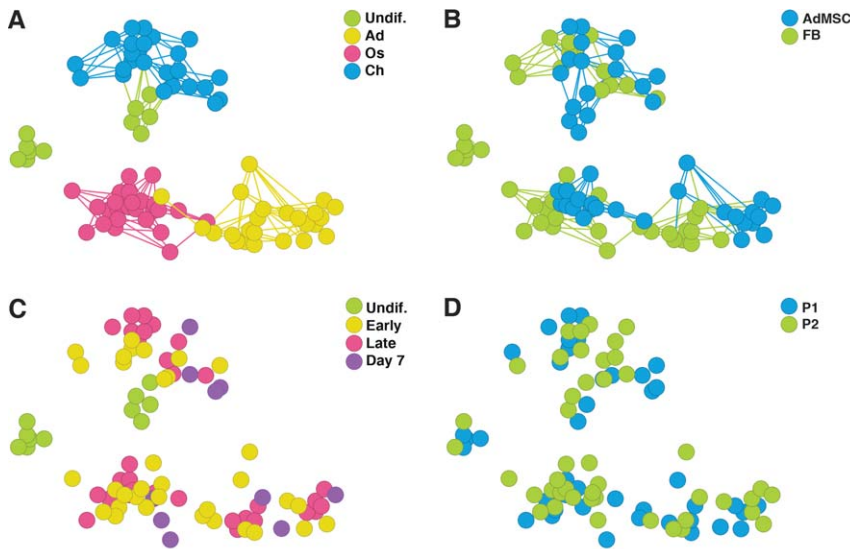 A
Undif.
Ad
Os
Ch
B
AdMSC
FB
C
Undif.
Early
Late
Day 7
D
P1
P2